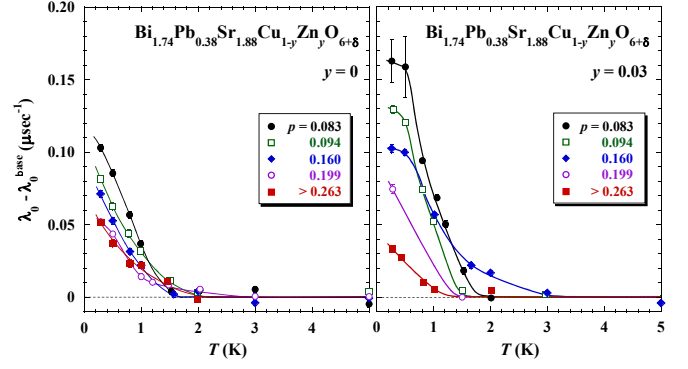 Bi1.74Pb0.38Sr1.88Cu1-yZnyO6+δ
y = 0
p = 0.083
0.094
0.160
0.199
> 0.263
λ0 - λ0base (μsec-1)
0.20
0.15
0.10
0.05
0
0 1 2 3 4 5
T (K)
Bi1.74Pb0.38Sr1.88Cu1-yZnyO6+δ
y = 0.03
p = 0.083
0.094
0.160
0.199
> 0.263
0 1 2 3 4 5
T (K)